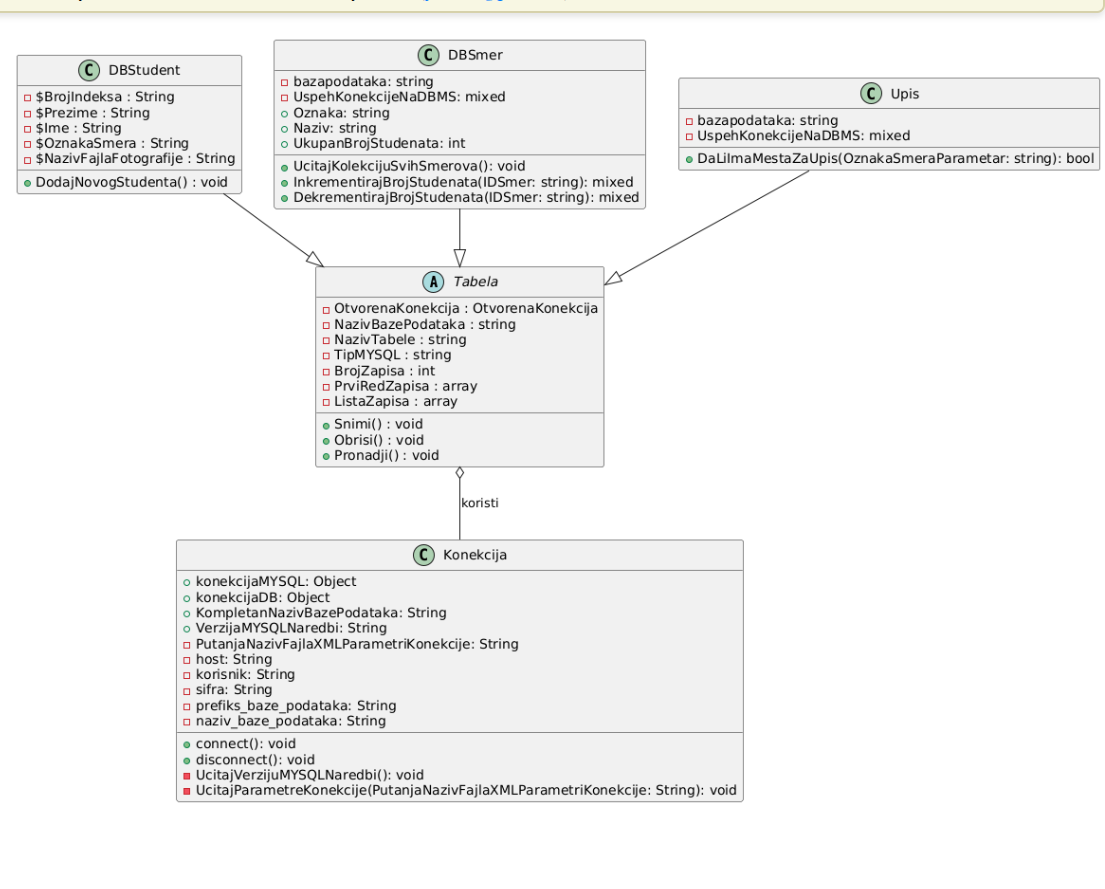 C DBStudent
$BrojIndeksa : String
$Prezime : String
$Ime : String
$OznakaSmera : String
$NazivFajlaFotografije : String
DodajNovogStudenta() : void
C DBSmer
bazapodataka: string
UspehKonekcijeNaDBMS: mixed
Oznaka: string
Naziv: string
UkupanBrojStudenata: int
UcitajKolekcijuSvihSmerova(): void
InkrementirajBrojStudenata(IDSmer: string): mixed
DekrementirajBrojStudenata(IDSmer: string): mixed
C Upis
bazapodataka: string
UspehKonekcijeNaDBMS: mixed
DaLiImaMestaZaUpis(OznakaSmeraParametar: string): bool
A Tabela
OtvorenaKonekcija : OtvorenaKonekcija
NazivBazePodataka : string
NazivTabele : string
TipMYSQL : string
BrojZapisa : int
PrviRedZapisa : array
ListaZapisa : array
Snimi() : void
Obrisi() : void
Pronadji() : void
koristi
C Konekcija
konekcijaMYSQL: Object
konekcijaDB: Object
KompletanNazivBazePodataka: String
VerzijaMYSQLNaredbi: String
PutanjaNazivFajlaXMLParametriKonekcije: String
host: String
korisnik: String
sifra: String
prefiks_baze_podataka: String
naziv_baze_podataka: String
connect(): void
disconnect(): void
UcitajVerzijuMYSQLNaredbi(): void
UcitajParametreKonekcije(PutanjaNazivFajlaXMLParametriKonekcije: String): void